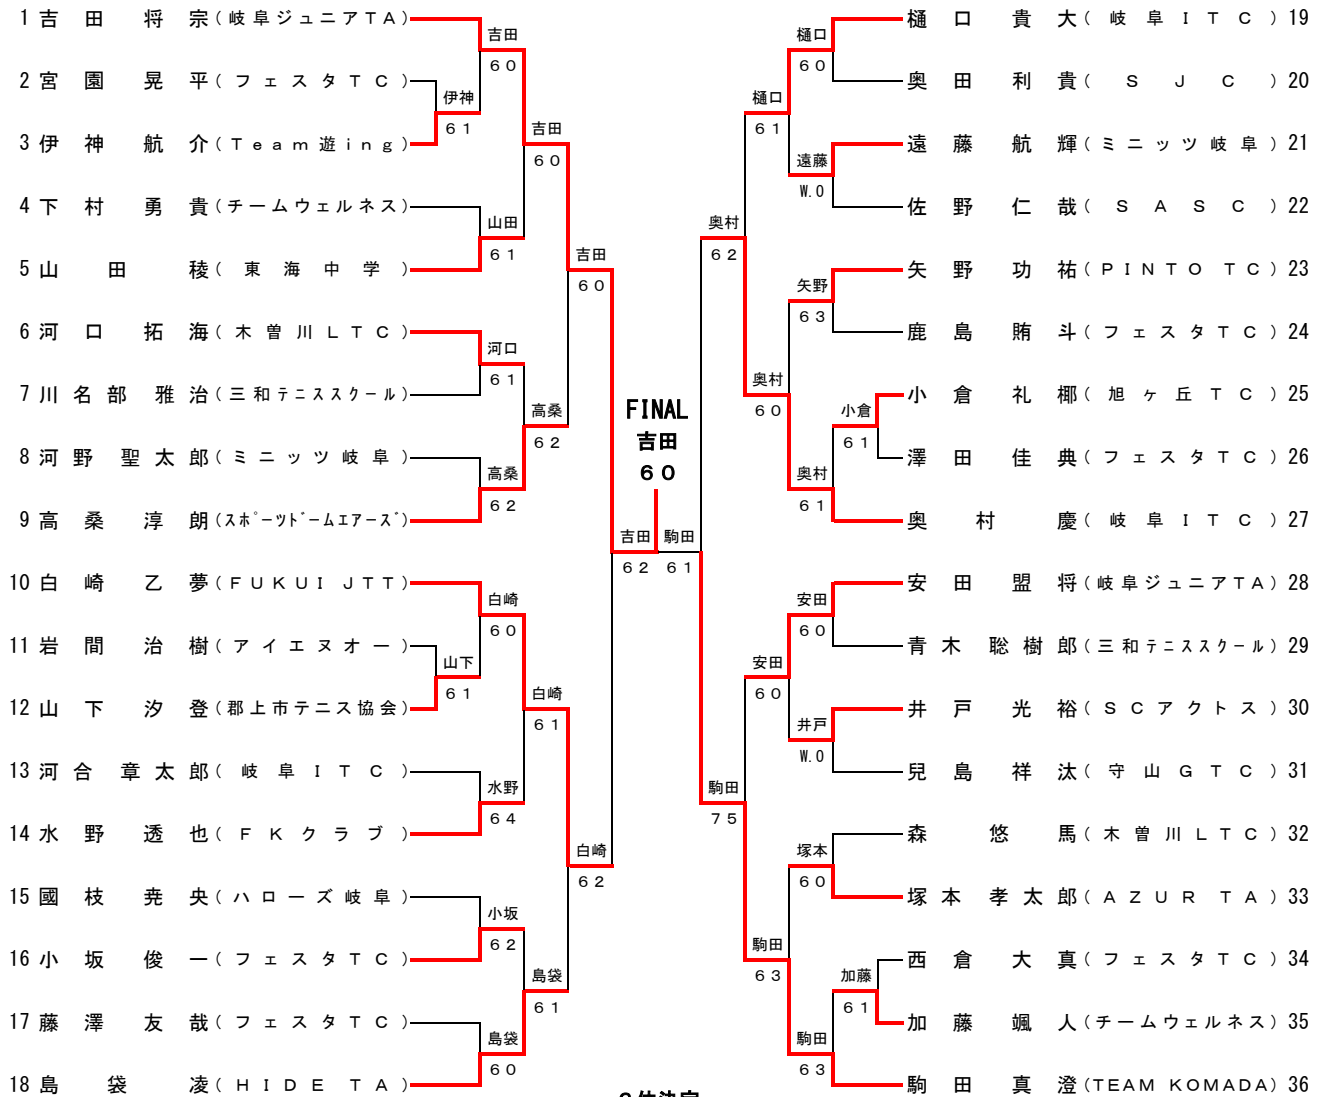 1 吉田将宗(岐阜ジュニアTA)
2 宮園晃平(フェスタTC)
3 伊神航介(Team遊ing)
4 下村勇貴(チームウェルネス)
5 山田稜(東海中学)
6 河口拓海(木曽川LTC)
7 川名部雅治(三和テニススクール)
8 河野聖太郎(ミニッツ岐阜)
9 高桑淳朗(スポーツドームエアーズ)
10 白崎乙夢(FUKUI JTT)
11 岩間治樹(アイエヌオー)
12 山下汐登(郡上市テニス協会)
13 河合章太郎(岐阜ITC)
14 水野透也(FKクラブ)
15 國枝尭央(ハローズ岐阜)
16 小坂俊一(フェスタTC)
17 藤澤友哉(フェスタTC)
18 島袋凌(HIDE TA)
伊神
61
山下
61
吉田
60
山田
61
河口
61
高桑
62
白崎
60
水野
64
小坂
62
島袋
60
吉田
60
高桑
62
白崎
61
島袋
61
吉田
60
白崎
62
吉田
62
FINAL
吉田
60
駒田
61
奥村
62
駒田
75
樋口
61
奥村
60
安田
60
駒田
63
樋口
60
遠藤
W.0
矢野
63
奥村
61
安田
60
井戸
W.0
塚本
60
駒田
63
小倉
61
加藤
61
樋口貴大(岐阜ITC) 19
奥田利貴(SJC) 20
遠藤航輝(ミニッツ岐阜) 21
佐野仁哉(SASC) 22
矢野功祐(PINTO TC) 23
鹿島賄斗(フェスタTC) 24
小倉礼椰(旭ヶ丘TC) 25
澤田佳典(フェスタTC) 26
奥村慶(岐阜ITC) 27
安田盟将(岐阜ジュニアTA) 28
青木聡樹郎(三和テニススクール) 29
井戸光裕(SCアクトス) 30
兒島祥汰(守山GTC) 31
森悠馬(木曽川LTC) 32
塚本孝太郎(AZUR TA) 33
西倉大真(フェスタTC) 34
加藤颯人(チームウェルネス) 35
駒田真澄(TEAM KOMADA) 36